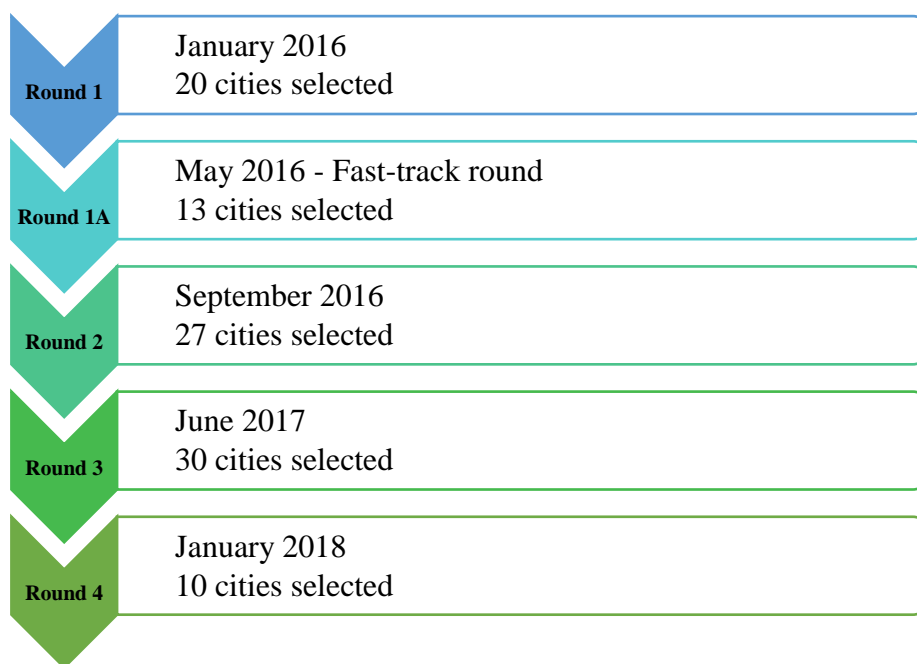 Round 1
January 2016
20 cities selected
Round 1A
May 2016 - Fast-track round
13 cities selected
Round 2
September 2016
27 cities selected
Round 3
June 2017
30 cities selected
Round 4
January 2018
10 cities selected